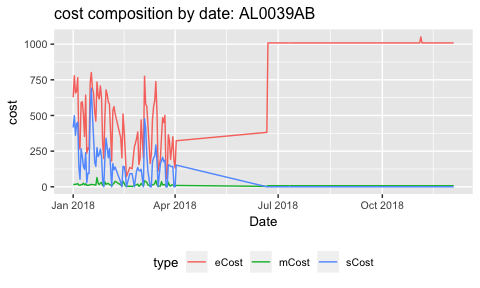 cost composition by date: AL0039AB
1000
750
500
250
0
cost
Jan 2018 Apr 2018 Jul 2018 Oct 2018
Date
type eCost mCost sCost